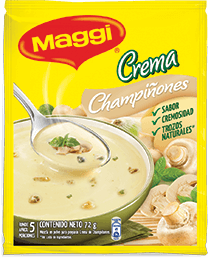 Maggi®
Crema
Champiñones
✓ SABOR
✓ CREMOSIDAD
✓ TROZOS
NATURALES*
RINDE
5
PORCIONES
CONTENIDO NETO 72 g